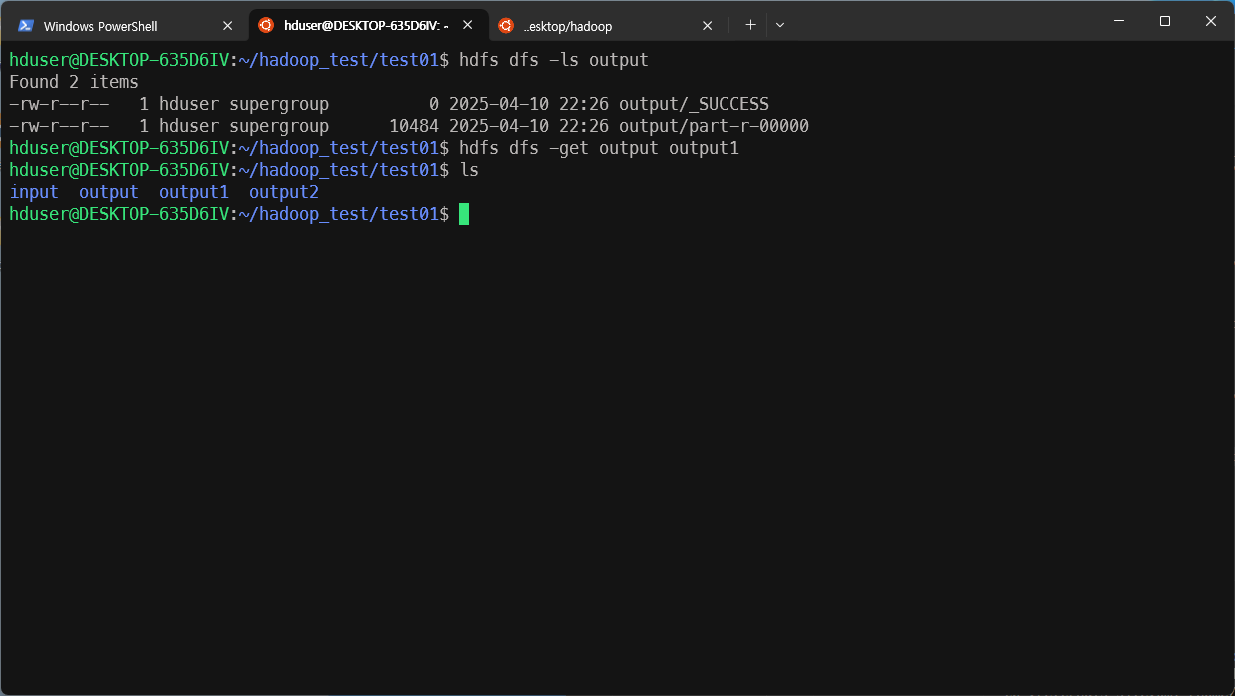 Windows PowerShell
hduser@DESKTOP-635D6IV: ~
..esktop/hadoop
hduser@DESKTOP-635D6IV:~/hadoop_test/test01$ hdfs dfs -ls output
Found 2 items
-rw-r--r--   1 hduser supergroup          0 2025-04-10 22:26 output/_SUCCESS
-rw-r--r--   1 hduser supergroup      10484 2025-04-10 22:26 output/part-r-00000
hduser@DESKTOP-635D6IV:~/hadoop_test/test01$ hdfs dfs -get output output1
hduser@DESKTOP-635D6IV:~/hadoop_test/test01$ ls
input  output  output1  output2
hduser@DESKTOP-635D6IV:~/hadoop_test/test01$